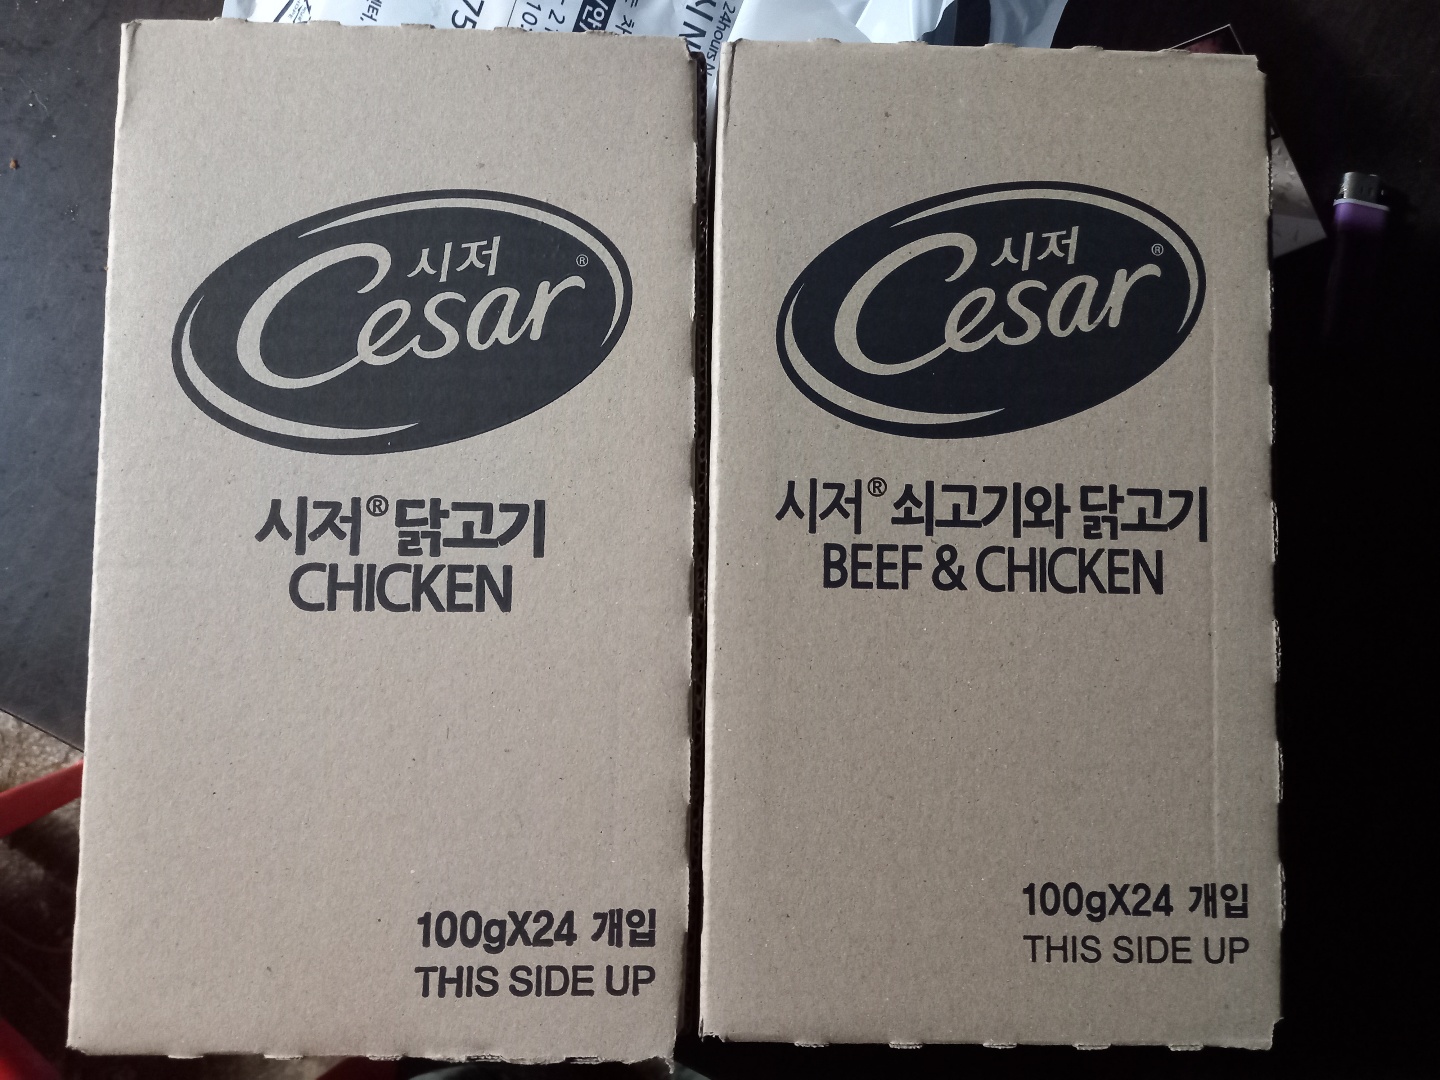 시저
Cesar®
시저® 닭고기
CHICKEN
100gX24 개입
THIS SIDE UP
시저
Cesar®
시저® 쇠고기와 닭고기
BEEF & CHICKEN
100gX24 개입
THIS SIDE UP
24hours